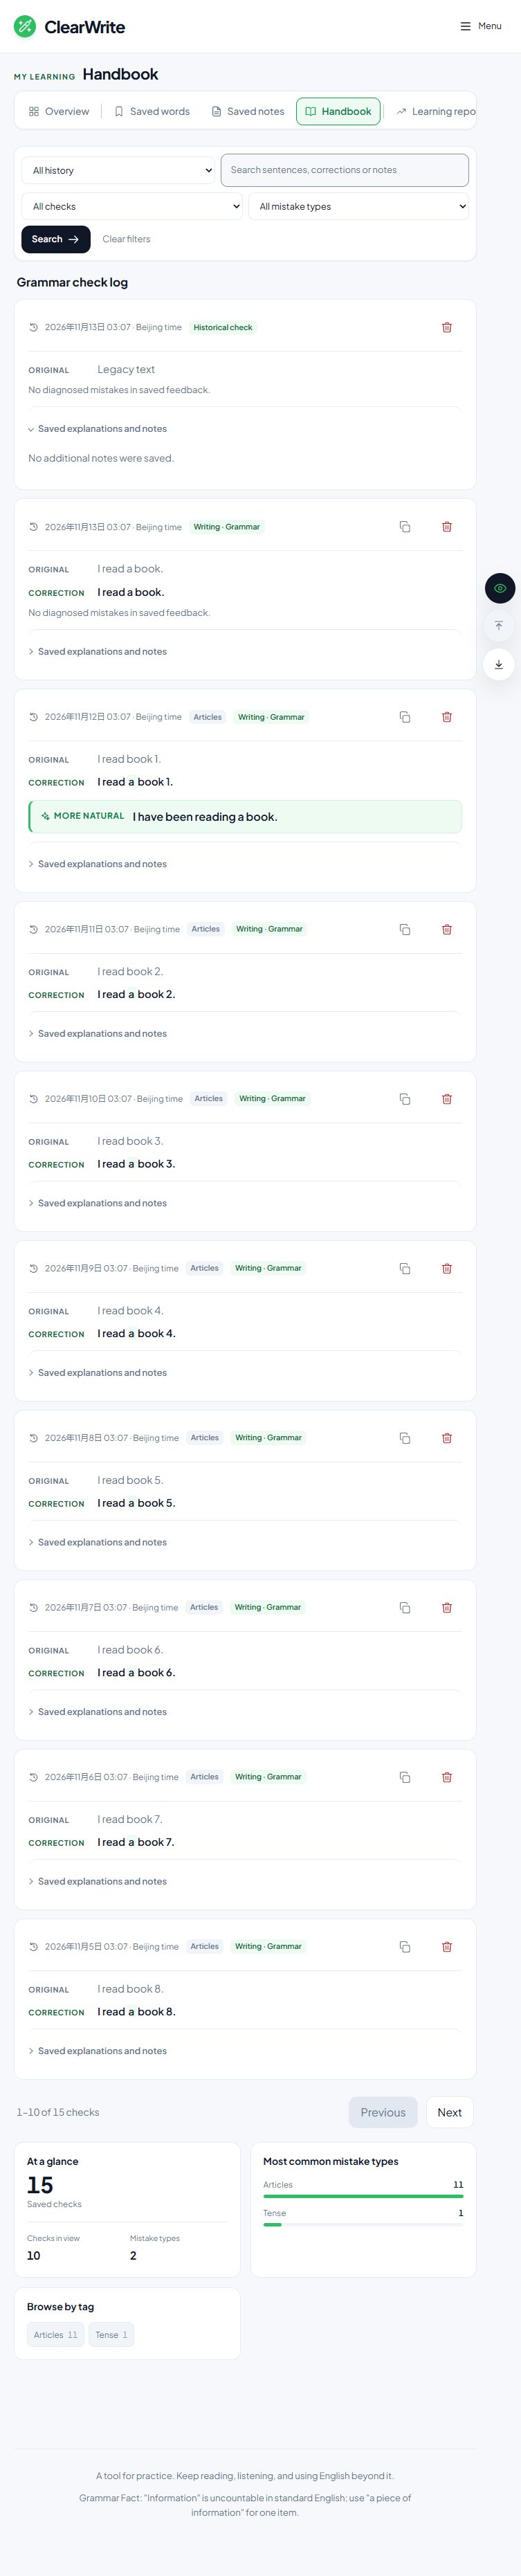 ClearWrite
Menu
MY LEARNING Handbook
Overview Saved words Saved notes Handbook Learning repo
All history
Search sentences, corrections or notes
All checks
All mistake types
Search
Clear filters
Grammar check log
2026年11月13日 03:07 · Beijing time Historical check
ORIGINAL Legacy text
No diagnosed mistakes in saved feedback.
Saved explanations and notes
No additional notes were saved.
2026年11月13日 03:07 · Beijing time Writing · Grammar
ORIGINAL I read a book.
CORRECTION I read a book.
No diagnosed mistakes in saved feedback.
Saved explanations and notes
2026年11月12日 03:07 · Beijing time Articles Writing · Grammar
ORIGINAL I read book 1.
CORRECTION I read a book 1.
MORE NATURAL I have been reading a book.
Saved explanations and notes
2026年11月11日 03:07 · Beijing time Articles Writing · Grammar
ORIGINAL I read book 2.
CORRECTION I read a book 2.
Saved explanations and notes
2026年11月10日 03:07 · Beijing time Articles Writing · Grammar
ORIGINAL I read book 3.
CORRECTION I read a book 3.
Saved explanations and notes
2026年11月9日 03:07 · Beijing time Articles Writing · Grammar
ORIGINAL I read book 4.
CORRECTION I read a book 4.
Saved explanations and notes
2026年11月8日 03:07 · Beijing time Articles Writing · Grammar
ORIGINAL I read book 5.
CORRECTION I read a book 5.
Saved explanations and notes
2026年11月7日 03:07 · Beijing time Articles Writing · Grammar
ORIGINAL I read book 6.
CORRECTION I read a book 6.
Saved explanations and notes
2026年11月6日 03:07 · Beijing time Articles Writing · Grammar
ORIGINAL I read book 7.
CORRECTION I read a book 7.
Saved explanations and notes
2026年11月5日 03:07 · Beijing time Articles Writing · Grammar
ORIGINAL I read book 8.
CORRECTION I read a book 8.
Saved explanations and notes
1–10 of 15 checks
Previous
Next
At a glance
15
Saved checks
Checks in view Mistake types
10 2
Most common mistake types
Articles 11
Tense 1
Browse by tag
Articles 11 Tense 1
A tool for practice. Keep reading, listening, and using English beyond it.
Grammar Fact: "Information" is uncountable in standard English; use "a piece of
information" for one item.